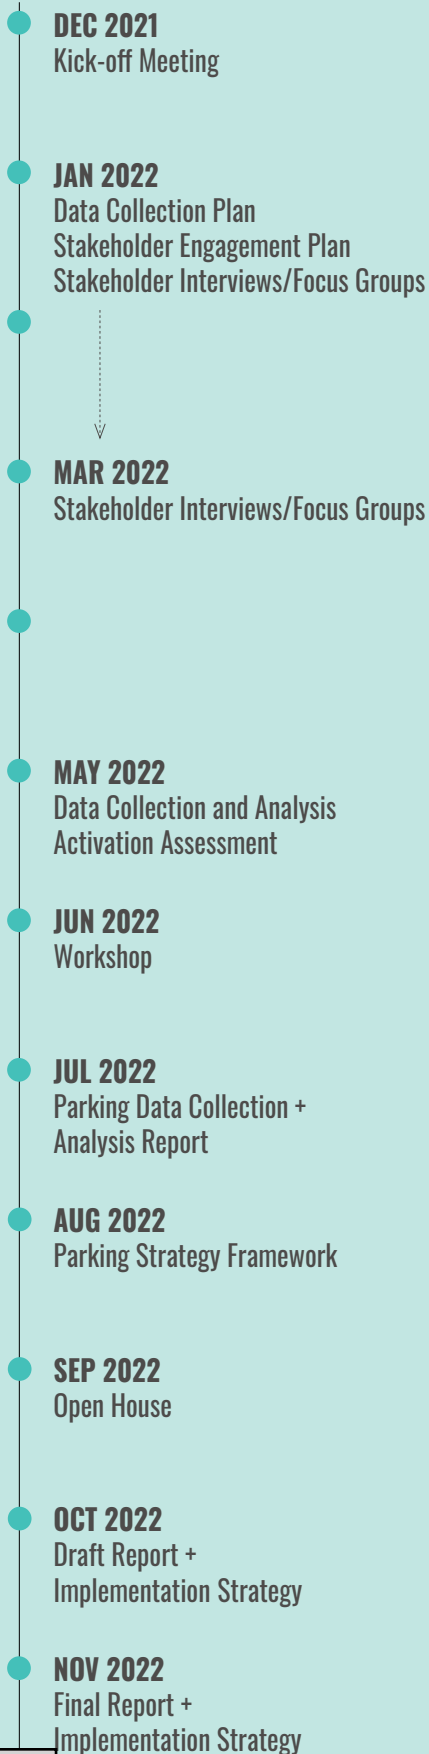 DEC 2021
Kick-off Meeting
JAN 2022
Data Collection Plan
Stakeholder Engagement Plan
Stakeholder Interviews/Focus Groups
MAR 2022
Stakeholder Interviews/Focus Groups
MAY 2022
Data Collection and Analysis
Activation Assessment
JUN 2022
Workshop
JUL 2022
Parking Data Collection +
Analysis Report
AUG 2022
Parking Strategy Framework
SEP 2022
Open House
OCT 2022
Draft Report +
Implementation Strategy
NOV 2022
Final Report +
Implementation Strategy